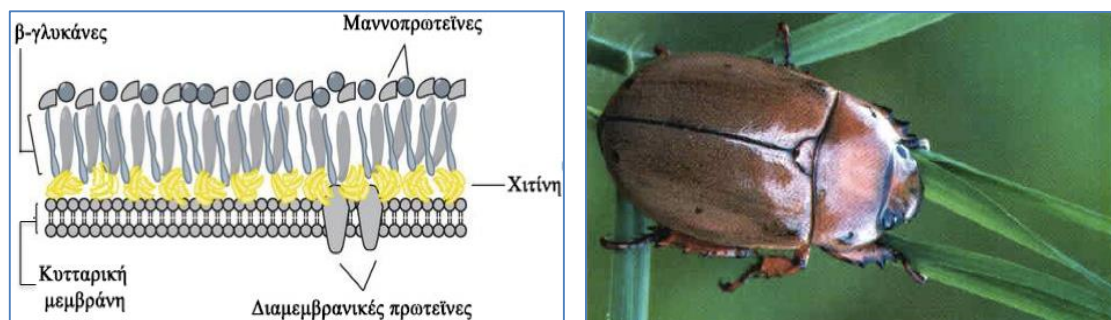 β-γλυκάνες
Μαννοπρωτεΐνες
Χιτίνη
Κυτταρική
μεμβράνη
Διαμεμβρανικές πρωτεΐνες